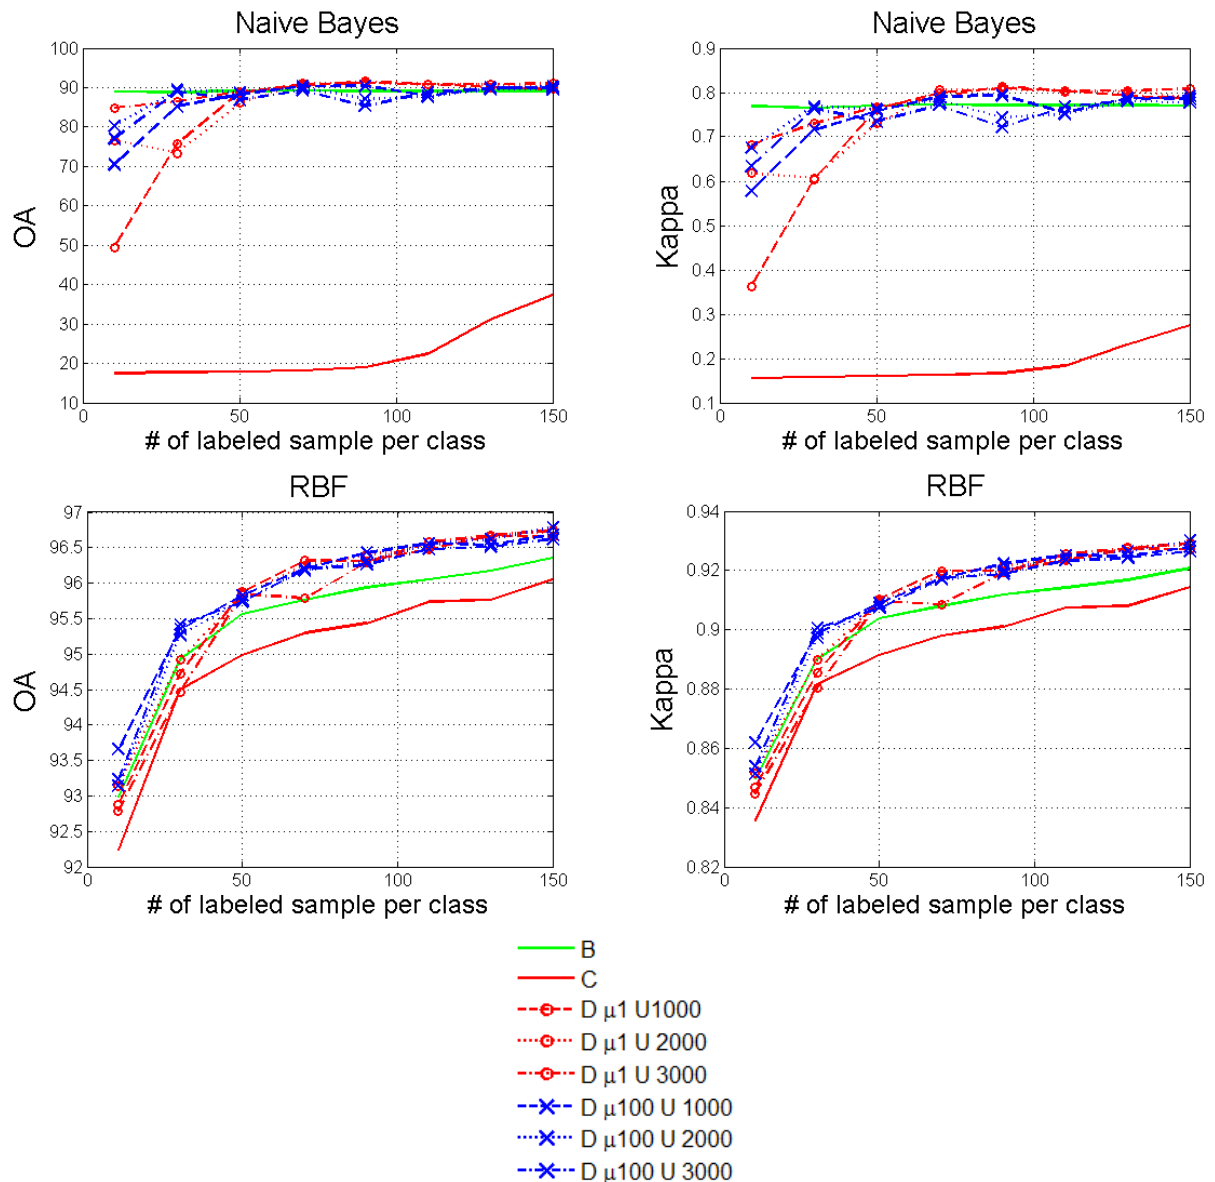 Naive Bayes
OA
100
90
80
70
60
50
40
30
20
10
0 50 100 150
# of labeled sample per class
Naive Bayes
Kappa
0.9
0.8
0.7
0.6
0.5
0.4
0.3
0.2
0.1
0 50 100 150
# of labeled sample per class
RBF
OA
97
96.5
96
95.5
95
94.5
94
93.5
93
92.5
92
0 50 100 150
# of labeled sample per class
RBF
Kappa
0.94
0.92
0.9
0.88
0.86
0.84
0.82
0 50 100 150
# of labeled sample per class
B
C
D μ1 U1000
D μ1 U 2000
D μ1 U 3000
D μ100 U 1000
D μ100 U 2000
D μ100 U 3000